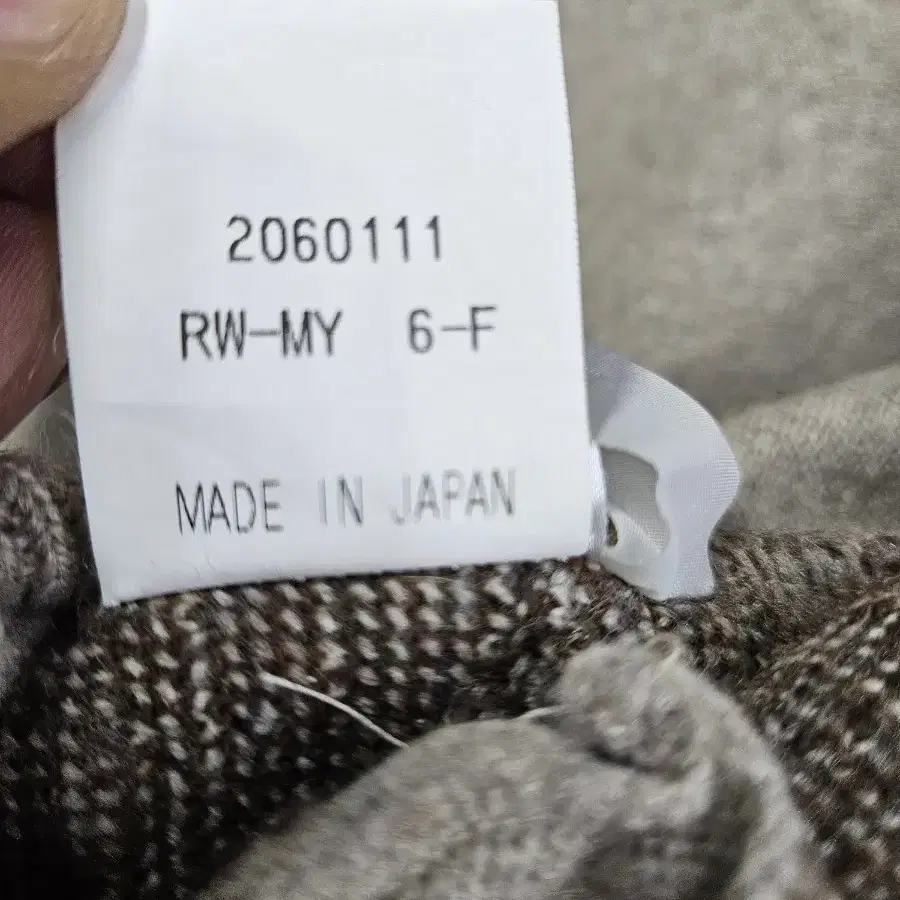 2060111
RW-MY 6-F
MADE IN JAPAN